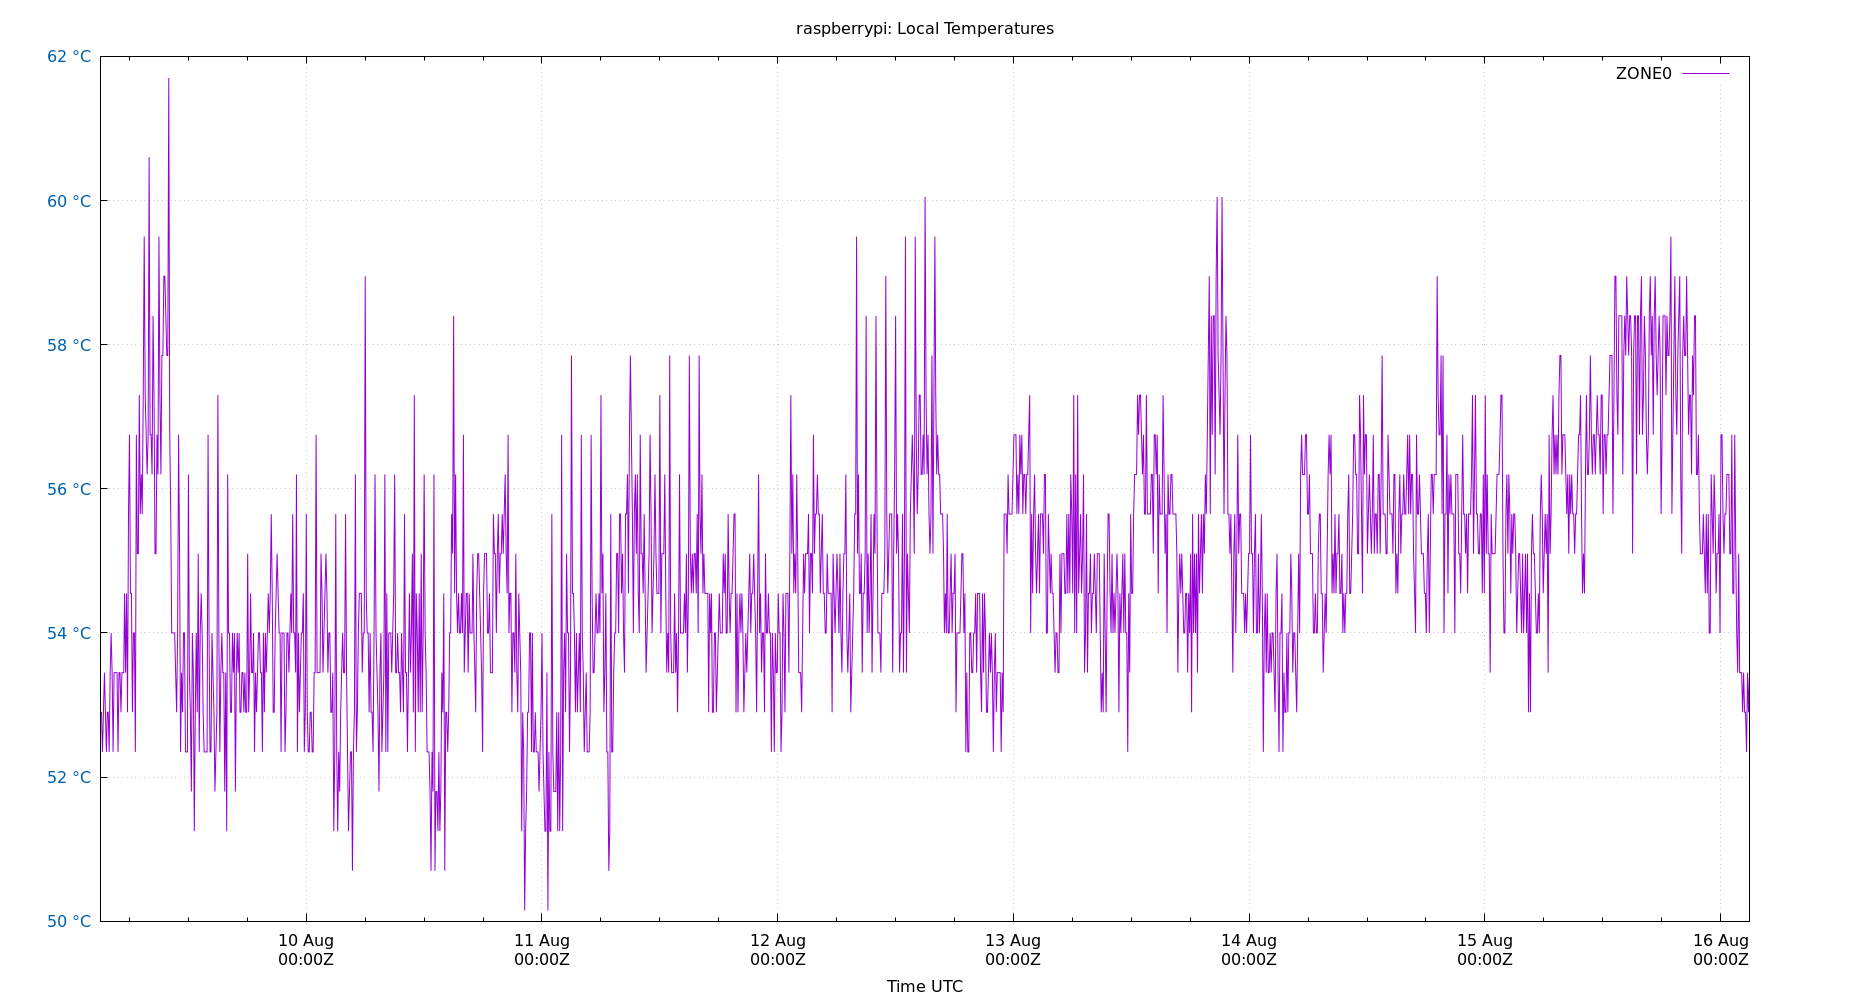 raspberrypi: Local Temperatures
62 °C
ZONE0
60 °C
58 °C
56 °C
54 °C
52 °C
50 °C
10 Aug 11 Aug 12 Aug 13 Aug 14 Aug 15 Aug 16 Aug
00:00Z 00:00Z 00:00Z 00:00Z 00:00Z 00:00Z 00:00Z
Time UTC